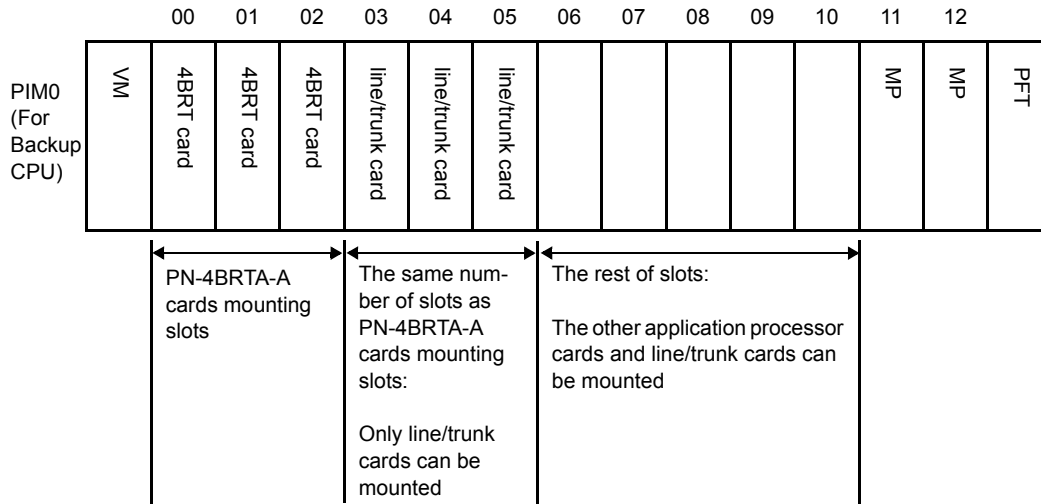 00 01 02 03 04 05 06 07 08 09 10 11 12
PIM0
(For
Backup
CPU)
VM
4BRT card
4BRT card
4BRT card
line/trunk card
line/trunk card
line/trunk card
MP
MP
PFT
PN-4BRTA-A
cards mounting
slots
The same num-
ber of slots as
PN-4BRTA-A
cards mounting
slots:
Only line/trunk
cards can be
mounted
The rest of slots:
The other application processor
cards and line/trunk cards can
be mounted